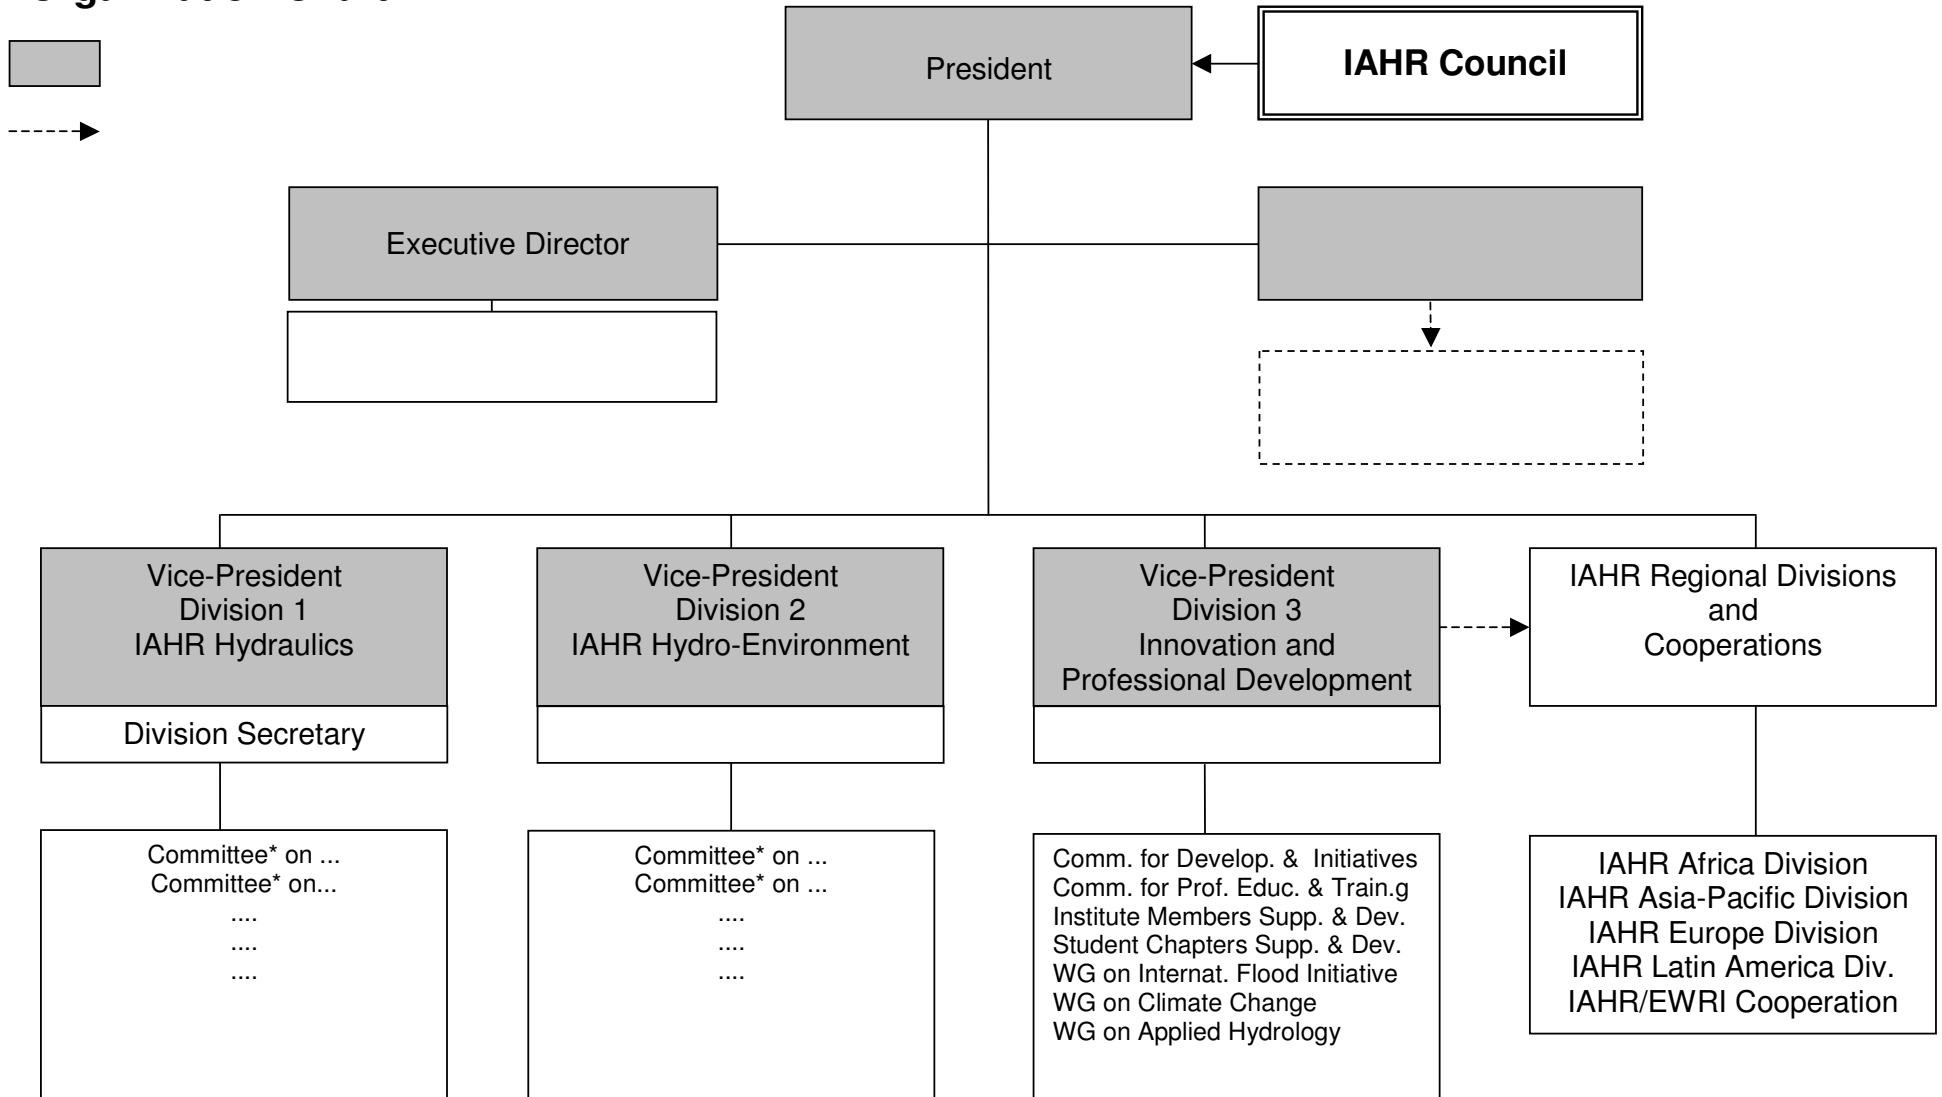 President
IAHR Council
Executive Director
Vice-President
Division 1
IAHR Hydraulics
Division Secretary
Vice-President
Division 2
IAHR Hydro-Environment
Vice-President
Division 3
Innovation and
Professional Development
IAHR Regional Divisions
and
Cooperations
Committee* on ...
Committee* on...
....
....
....
Committee* on ...
Committee* on ...
....
....
....
Comm. for Develop. &  Initiatives
Comm. for Prof. Educ. & Train.g
Institute Members Supp. & Dev.
Student Chapters Supp. & Dev.
WG on Internat. Flood Initiative
WG on Climate Change
WG on Applied Hydrology
IAHR Africa Division
IAHR Asia-Pacific Division
IAHR Europe Division
IAHR Latin America Div.
IAHR/EWRI Cooperation